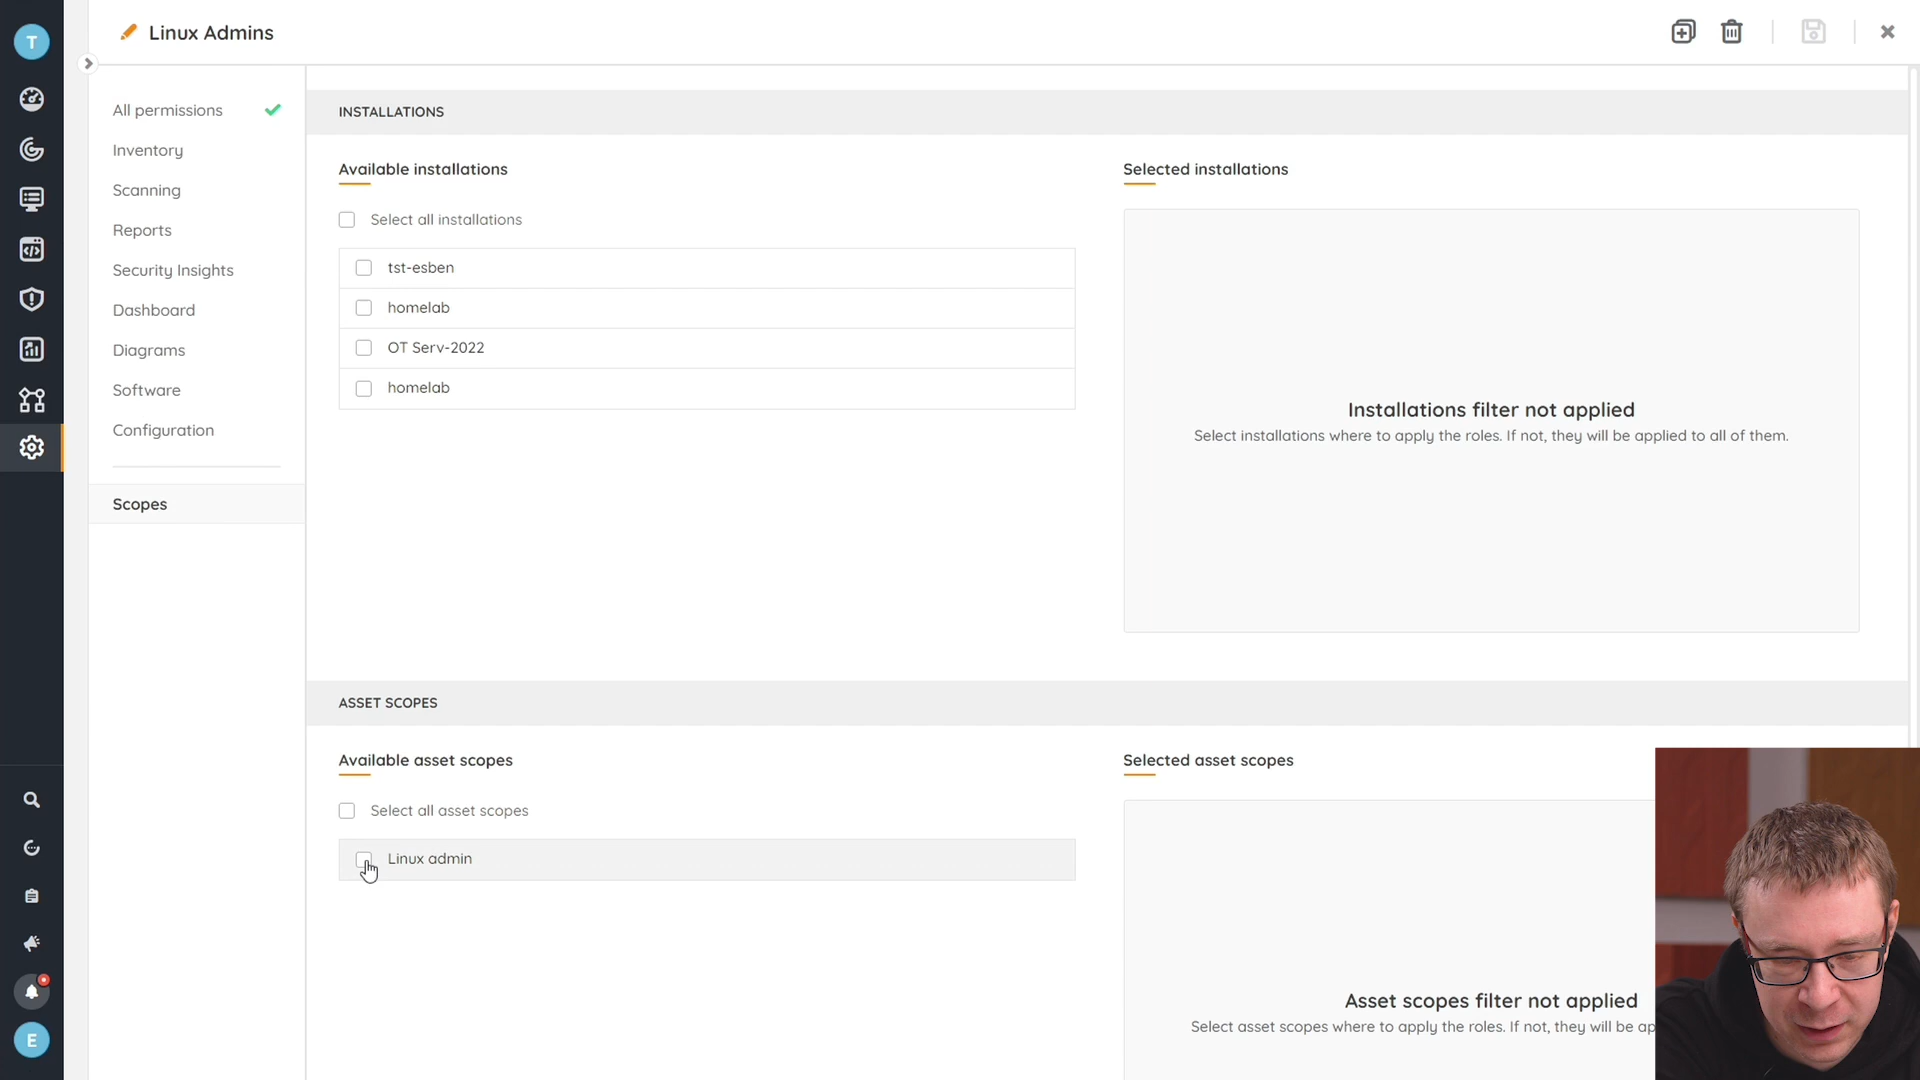 T
Linux Admins
All permissions
Inventory
Scanning
Reports
Security Insights
Dashboard
Diagrams
Software
Configuration
Scopes
INSTALLATIONS
Available installations
Select all installations
tst-esben
homelab
OT Serv-2022
homelab
Selected installations
Installations filter not applied
Select installations where to apply the roles. If not, they will be applied to all of them.
ASSET SCOPES
Available asset scopes
Select all asset scopes
Linux admin
Selected asset scopes
Asset scopes filter not applied
Select asset scopes where to apply the roles. If not, they will be ap
E